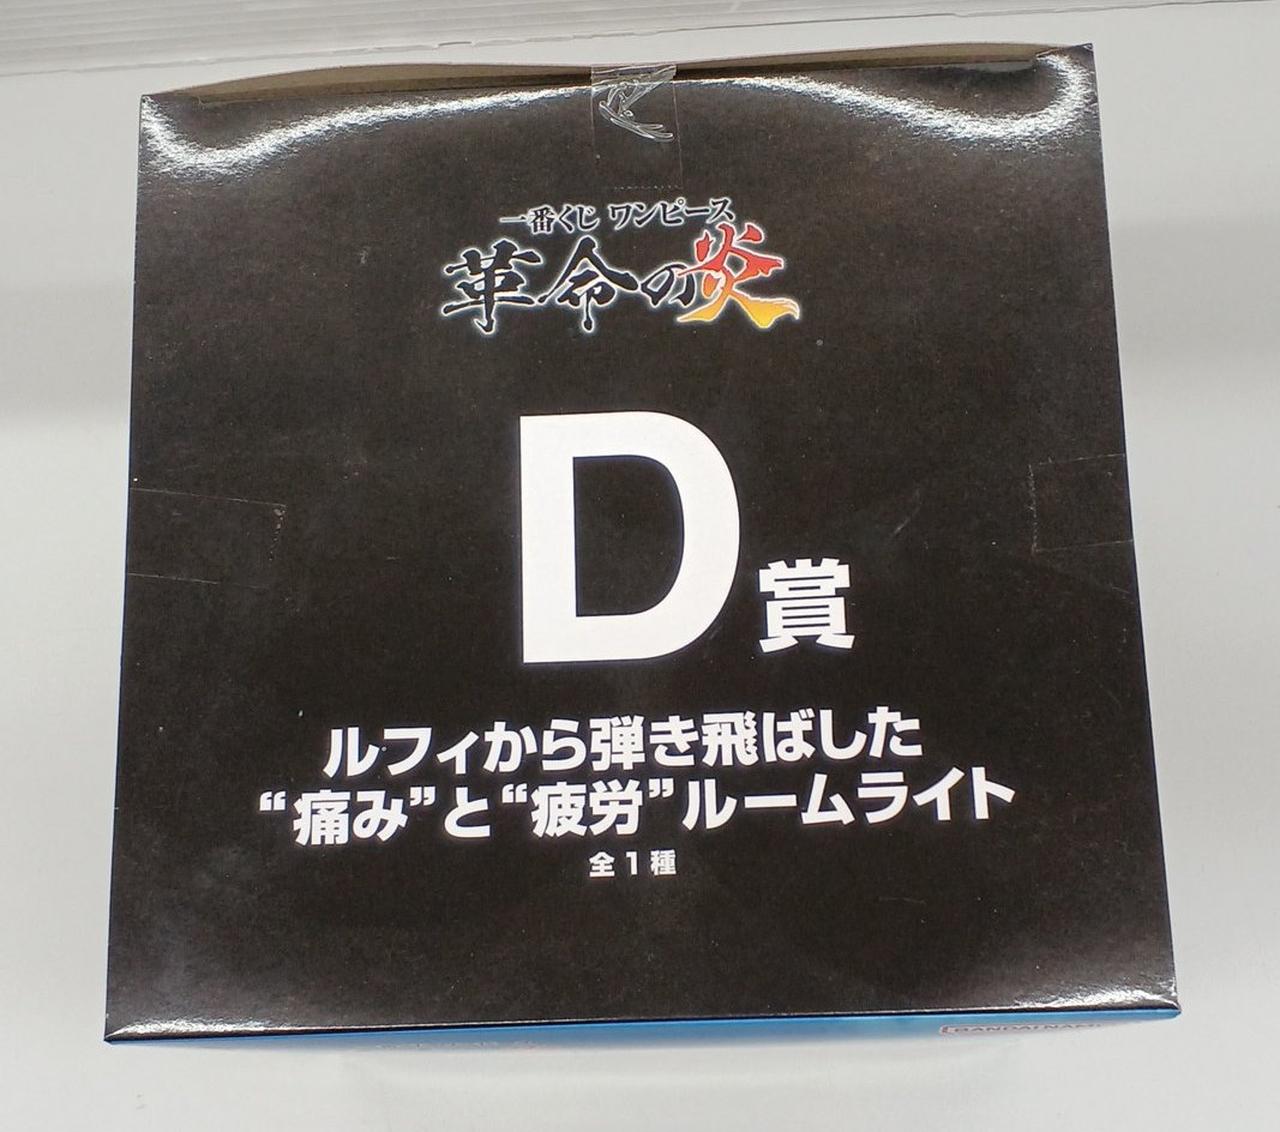 一番くじ ワンピース
革命の炎
D賞
ルフィから弾き飛ばした
“痛み”と“疲労”ルームライト
全1種